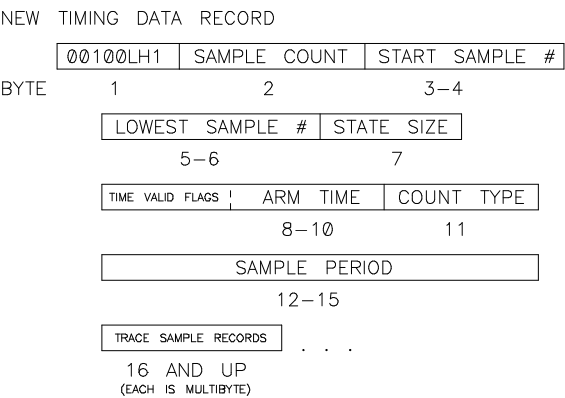 NEW TIMING DATA RECORD
00100LH1 SAMPLE COUNT START SAMPLE #
BYTE 1 2 3-4
LOWEST SAMPLE # STATE SIZE
5-6 7
TIME VALID FLAGS ARM TIME COUNT TYPE
8-10 11
SAMPLE PERIOD
12-15
TRACE SAMPLE RECORDS . . .
16 AND UP
(EACH IS MULTIBYTE)